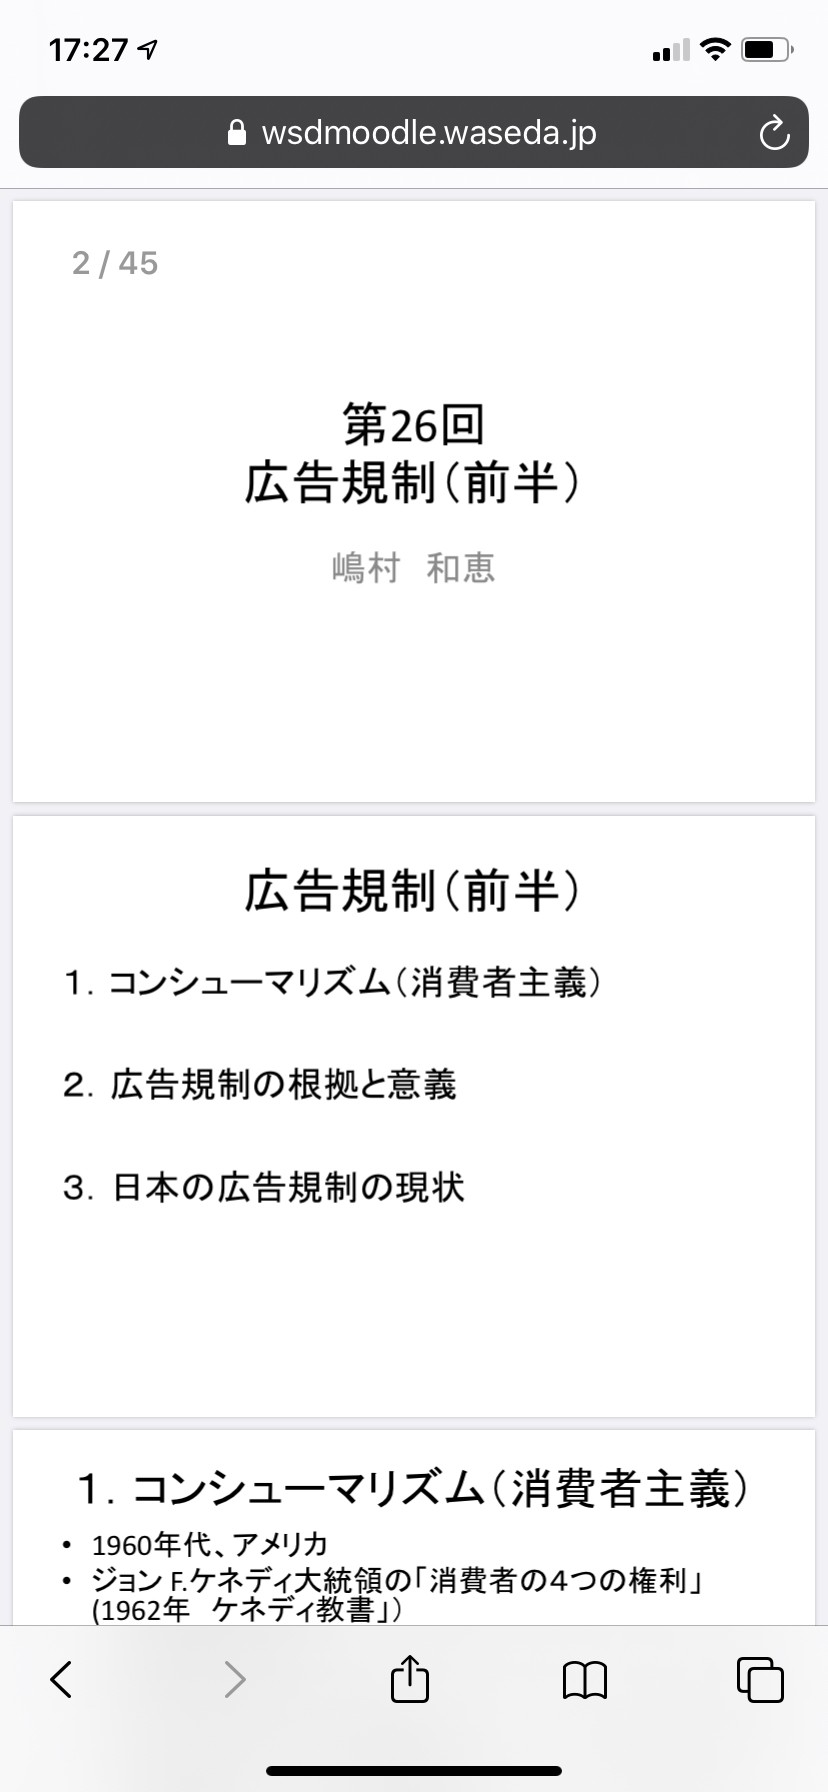 17:27
wsdmoodle.waseda.jp
2 / 45
第26回
広告規制(前半)
嶋村 和恵
広告規制(前半)
1. コンシューマリズム(消費者主義)
2. 広告規制の根拠と意義
3. 日本の広告規制の現状
1. コンシューマリズム(消費者主義)
• 1960年代、アメリカ
• ジョン F.ケネディ大統領の「消費者の4つの権利」
(1962年 ケネディ教書」)